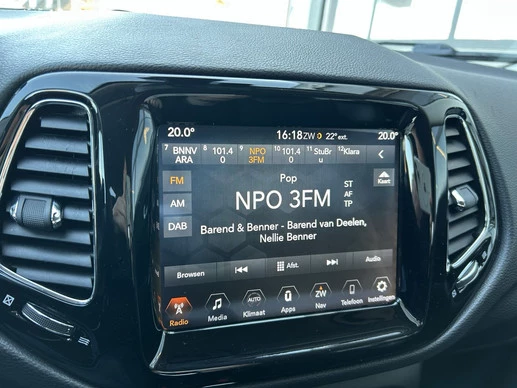 20.0° 16:18 ZW 22° ext. 20.0°
7 BNNV ARA 8 101.4 0 9 NPO 3FM 10 101.4 0 11 StuBr u 12 Klara
FM Pop Kaart
NPO 3FM ST
AM AF
TP
Barend & Benner - Barend van Deelen,
DAB Nellie Benner
Browsen Afst. Audio
Radio Media AUTO Klimaat Apps ZW Nav Telefoon Instellingen